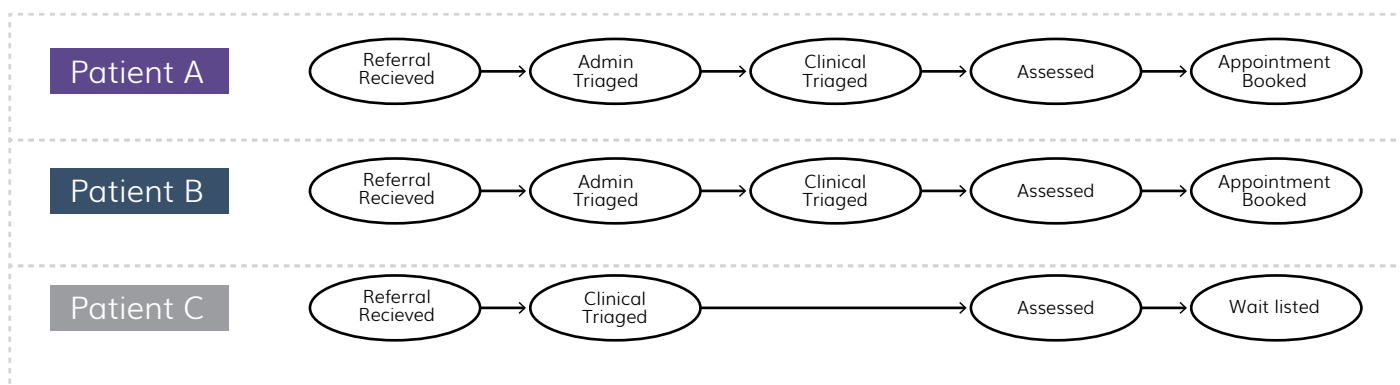 Patient A
Referral
Recieved
Admin
Triaged
Clinical
Triaged
Assessed
Appointment
Booked
Patient B
Referral
Recieved
Admin
Triaged
Clinical
Triaged
Assessed
Appointment
Booked
Patient C
Referral
Recieved
Clinical
Triaged
Assessed
Wait listed